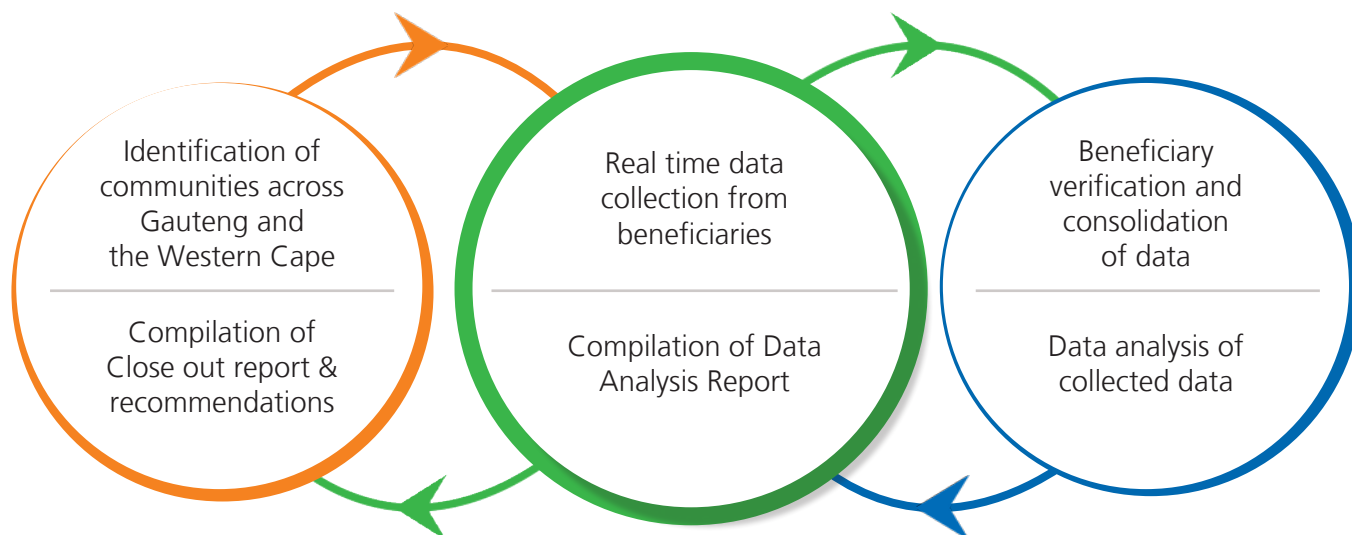 Identification of
communities across
Gauteng and
the Western Cape
Compilation of
Close out report &
recommendations
Real time data
collection from
beneficiaries
Compilation of Data
Analysis Report
Beneficiary
verification and
consolidation
of data
Data analysis of
collected data